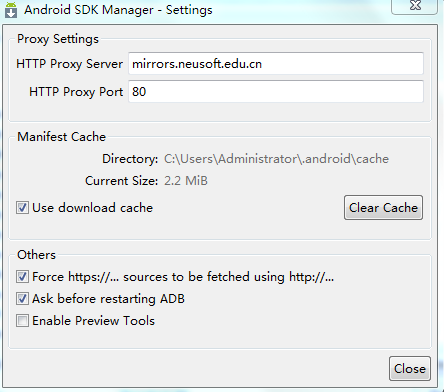 Android SDK Manager - Settings
Proxy Settings
HTTP Proxy Server mirrors.neusoft.edu.cn
HTTP Proxy Port 80
Manifest Cache
Directory: C:\Users\Administrator\.android\cache
Current Size: 2.2 MiB
Use download cache Clear Cache
Others
Force https://... sources to be fetched using http://...
Ask before restarting ADB
Enable Preview Tools
Close